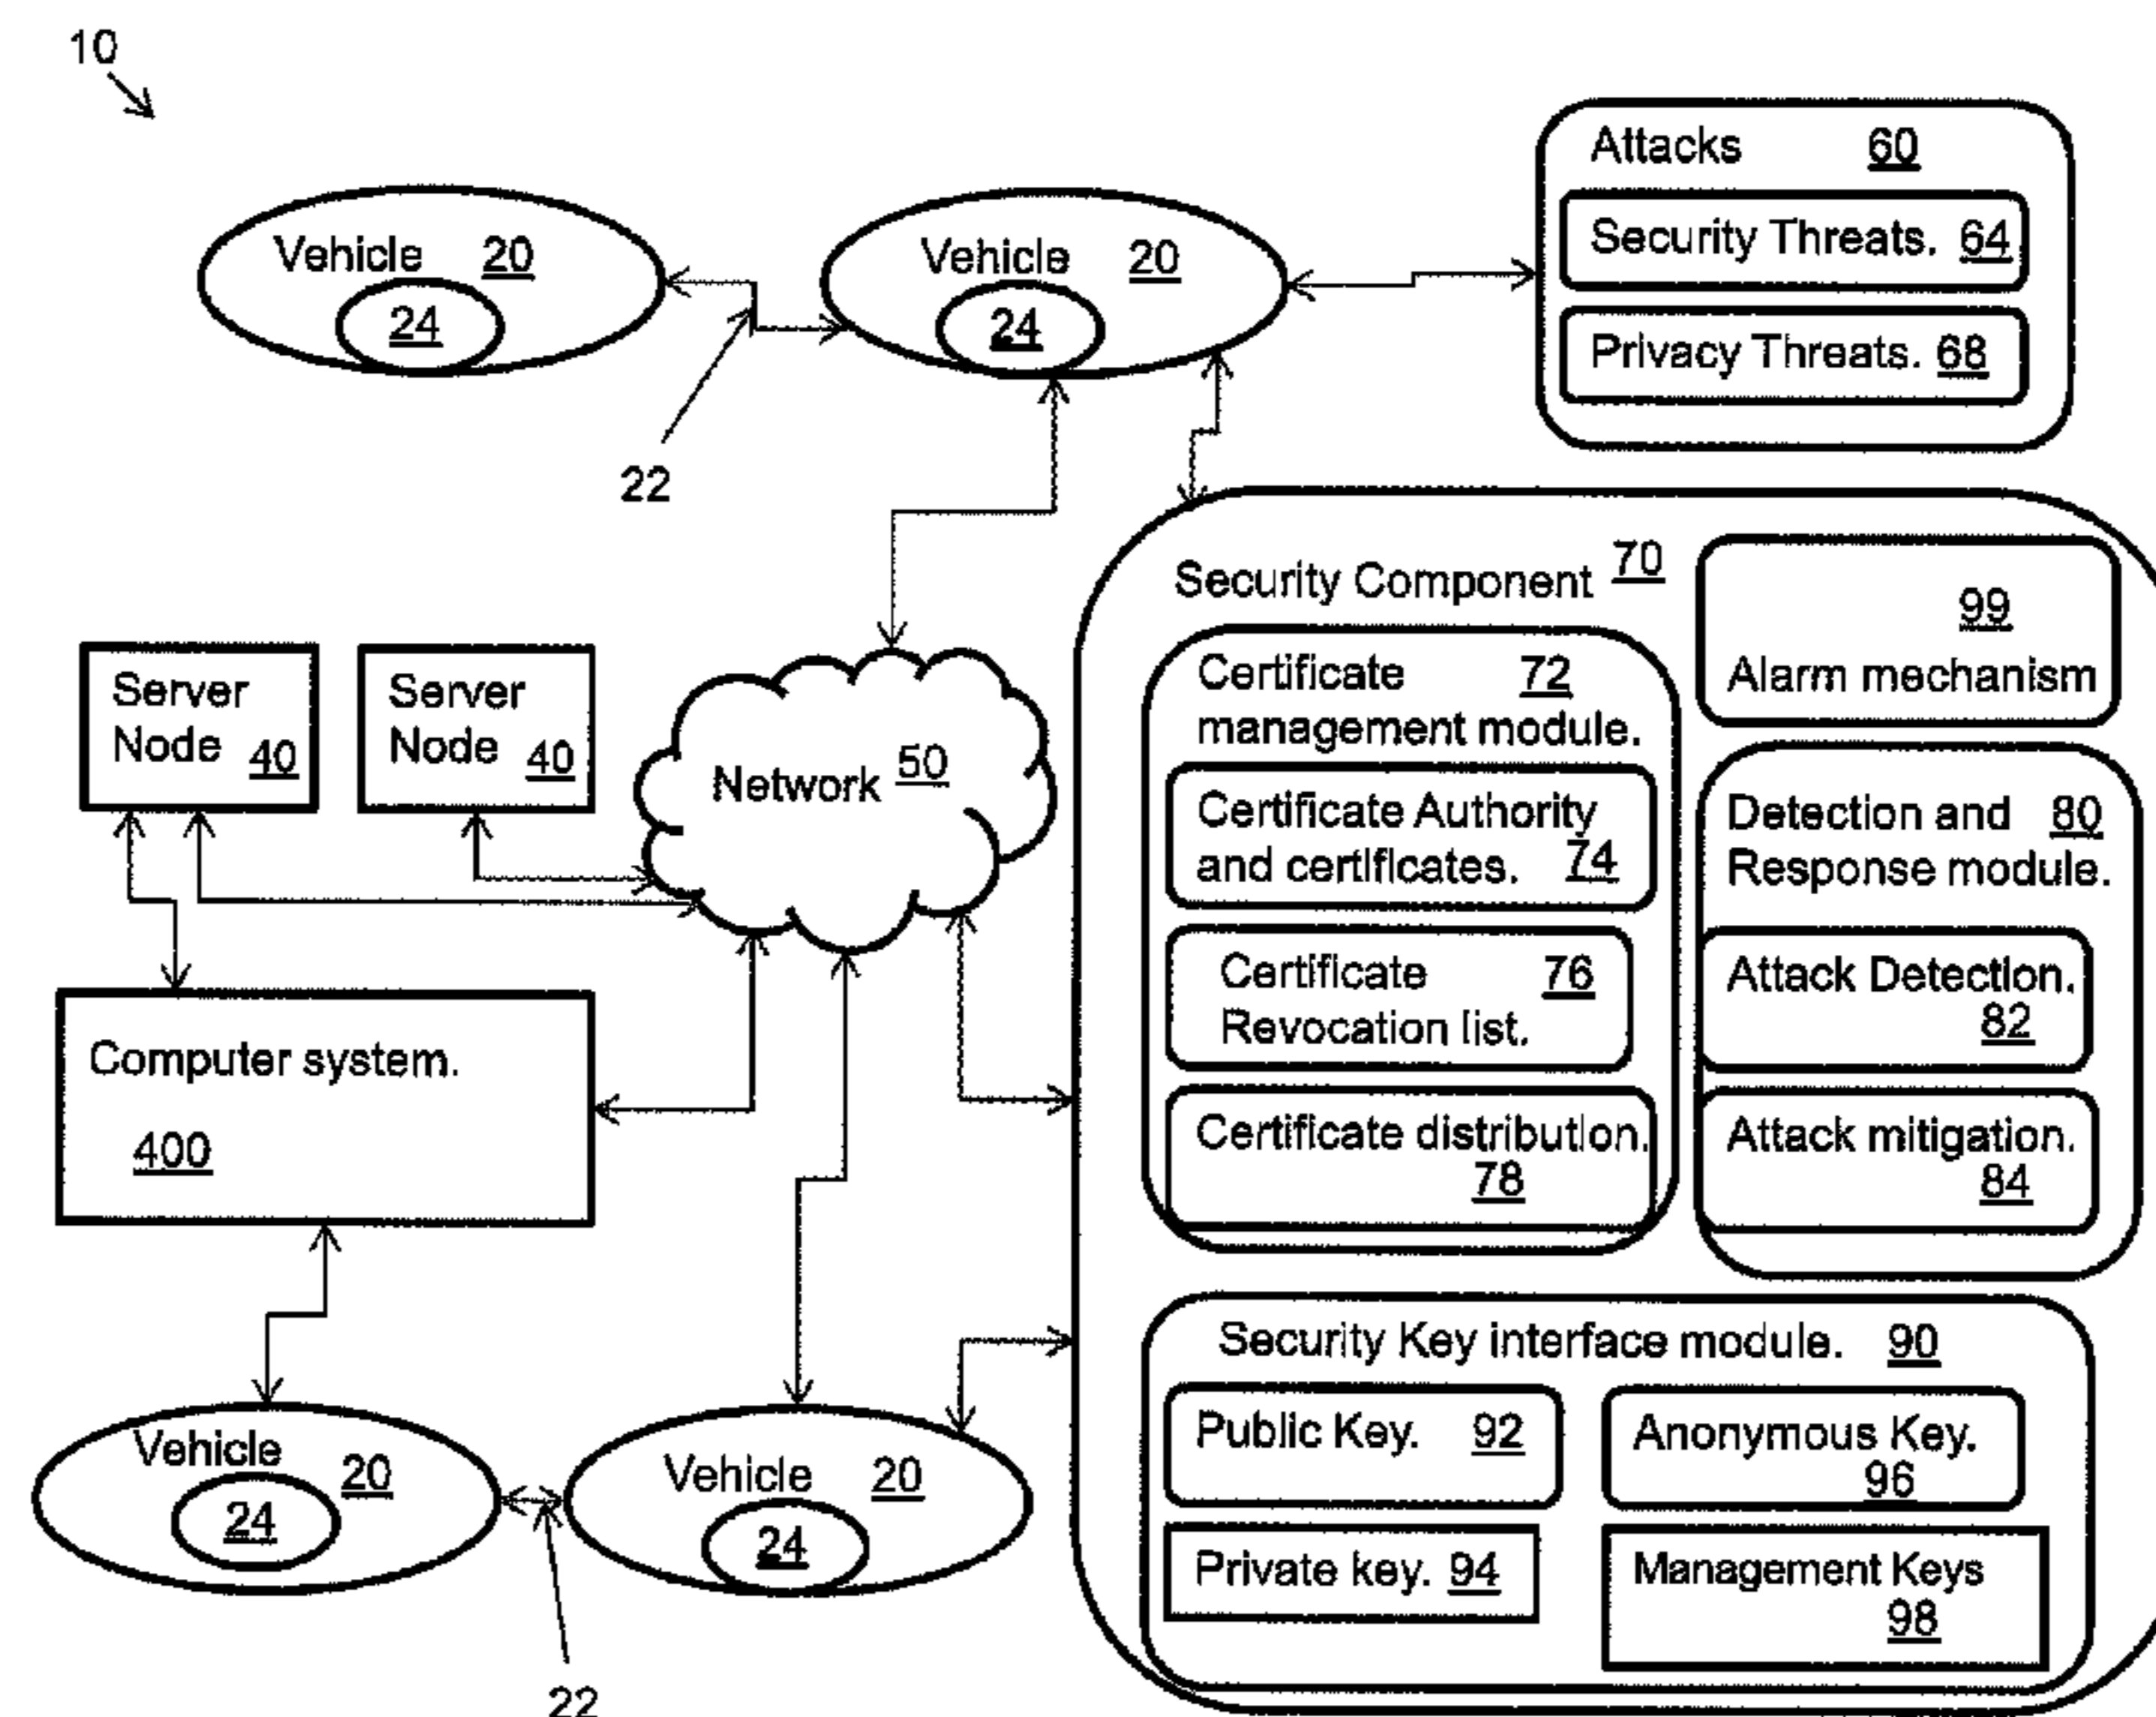 10
Attacks 60
Security Threats. 64
Privacy Threats. 68
Vehicle 20
24
Vehicle 20
24
22
Security Component 70
99
Alarm mechanism
Certificate 72
management module.
Certificate Authority
and certificates. 74
Certificate 76
Revocation list.
Certificate distribution.
78
Detection and 80
Response module.
Attack Detection.
82
Attack mitigation.
84
Server
Node 40
Server
Node 40
Network 50
Computer system.
400
Security Key interface module. 90
Public Key. 92
Anonymous Key.
96
Private key. 94
Management Keys
98
Vehicle 20
24
Vehicle 20
24
22